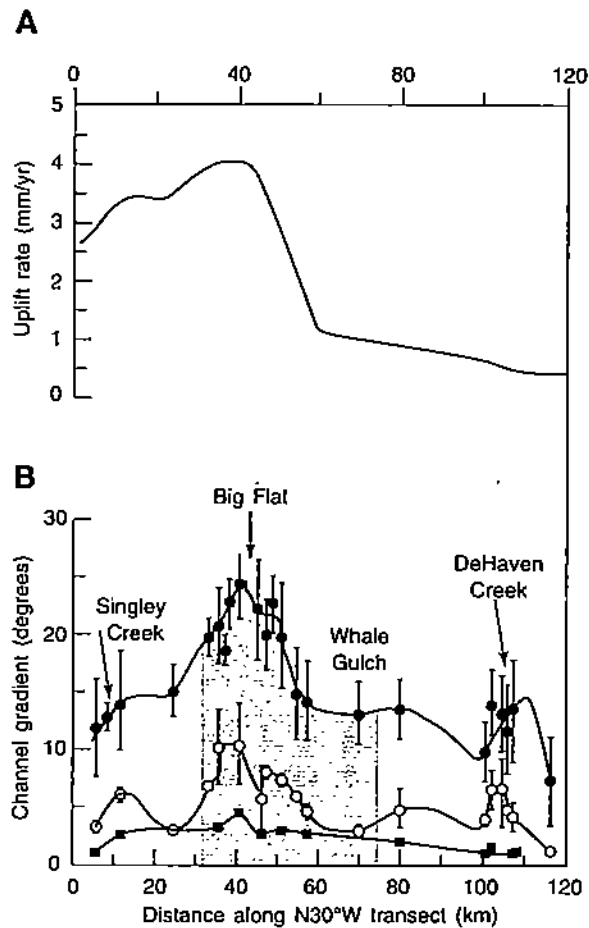 A
0 40 80 120
5
4
3
2
1
0
Uplift rate (mm/yr)
B
Big Flat
30
20
10
0
Channel gradient (degrees)
Singley
Creek
Whale
Gulch
DeHaven
Creek
0 20 40 60 80 100 120
Distance along N30°W transect (km)